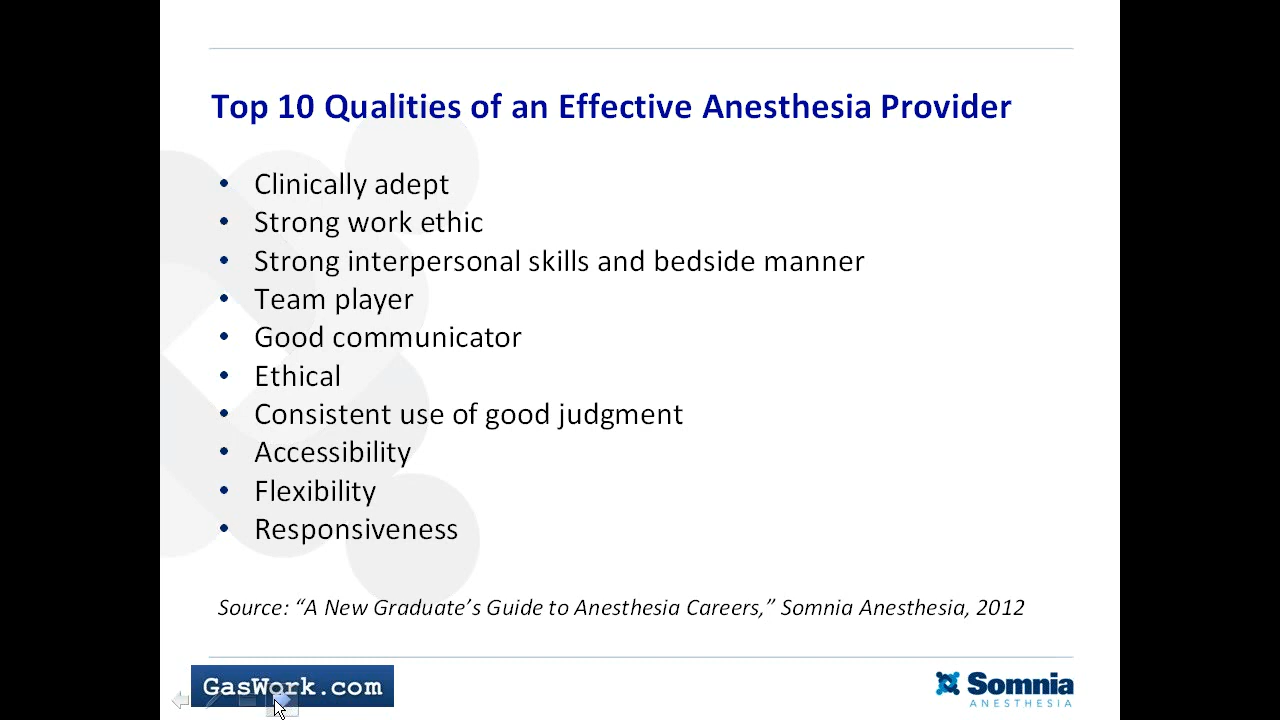 Top 10 Qualities of an Effective Anesthesia Provider
• Clinically adept
• Strong work ethic
• Strong interpersonal skills and bedside manner
• Team player
• Good communicator
• Ethical
• Consistent use of good judgment
• Accessibility
• Flexibility
• Responsiveness
Source: “A New Graduate’s Guide to Anesthesia Careers,” Somnia Anesthesia, 2012
GasWork.com
Somnia
ANESTHESIA